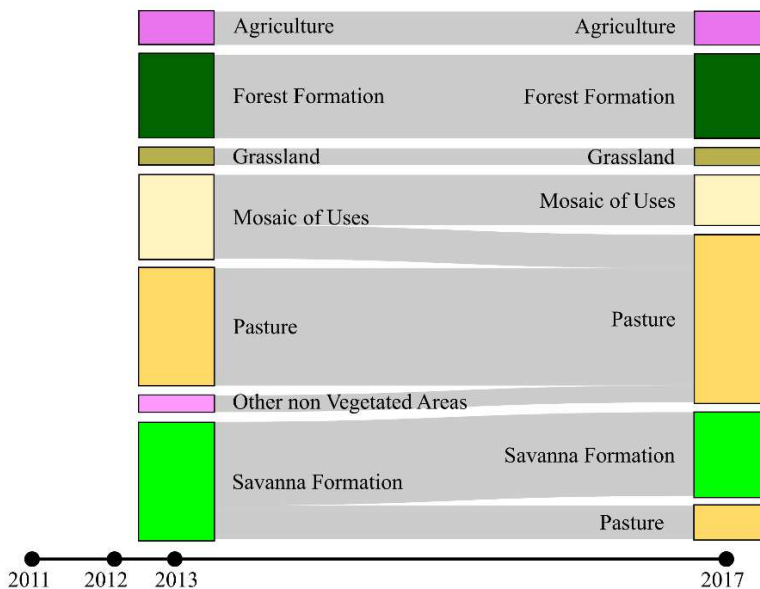 Agriculture
Agriculture
Forest Formation
Forest Formation
Grassland
Grassland
Mosaic of Uses
Mosaic of Uses
Pasture
Pasture
Other non Vegetated Areas
Savanna Formation
Savanna Formation
Pasture
2011
2012
2013
2017